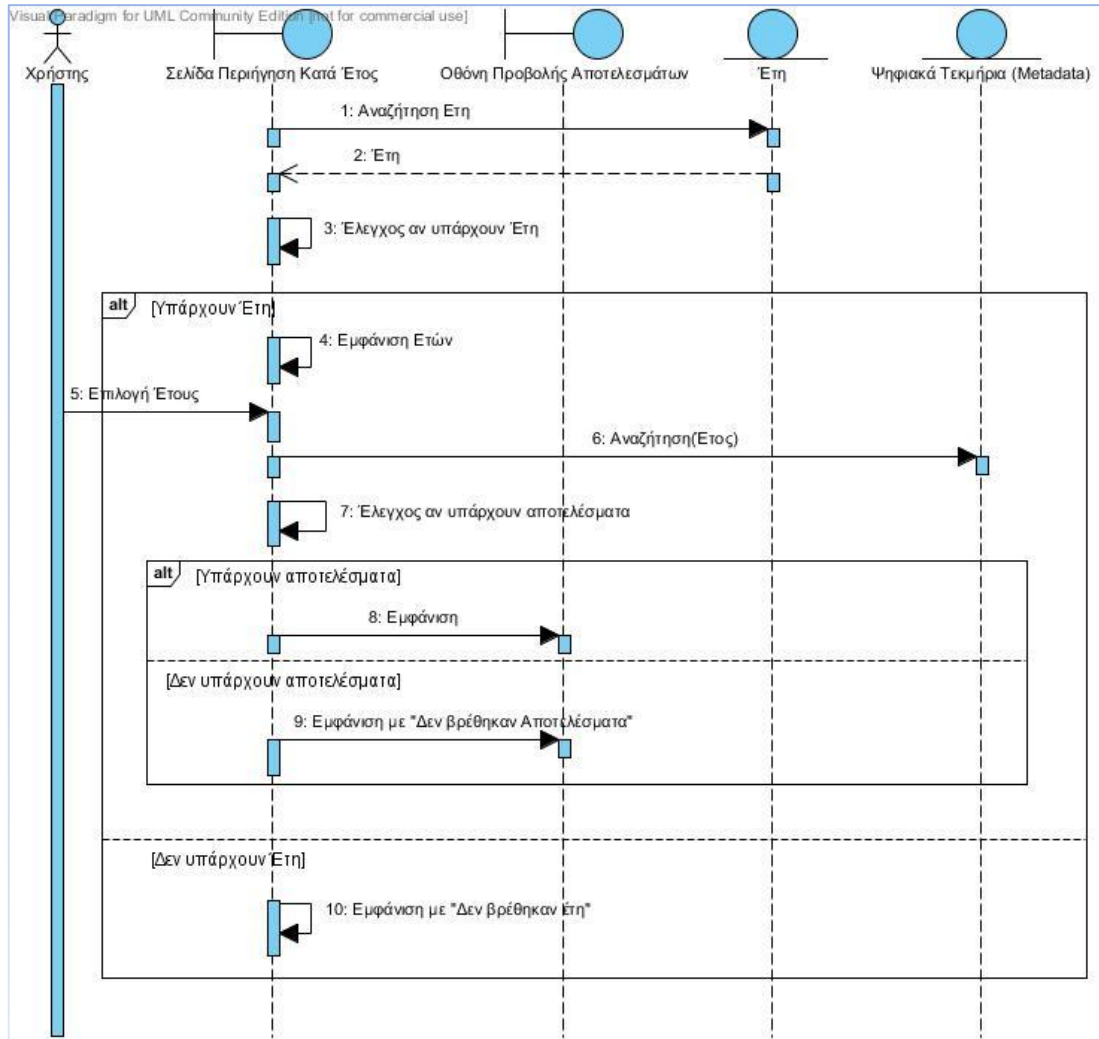 Visual Paradigm for UML Community Edition [not for commercial use]
Χρήστης
Σελίδα Περιήγηση Κατά Έτος
Οθόνη Προβολής Αποτελεσμάτων
Έτη
Ψηφιακά Τεκμήρια (Metadata)
1: Αναζήτηση Ετη
2: Έτη
3: Έλεγχος αν υπάρχουν Έτη
alt
[Υπάρχουν Έτη]
4: Εμφάνιση Ετών
5: Επιλογή Έτους
6: Αναζήτηση(Έτος)
7: Έλεγχος αν υπάρχουν αποτελέσματα
alt
[Υπάρχουν αποτελέσματα]
8: Εμφάνιση
[Δεν υπάρχουν αποτελέσματα]
9: Εμφάνιση με "Δεν βρέθηκαν Αποτελέσματα"
[Δεν υπάρχουν Έτη]
10: Εμφάνιση με "Δεν βρέθηκαν έτη"